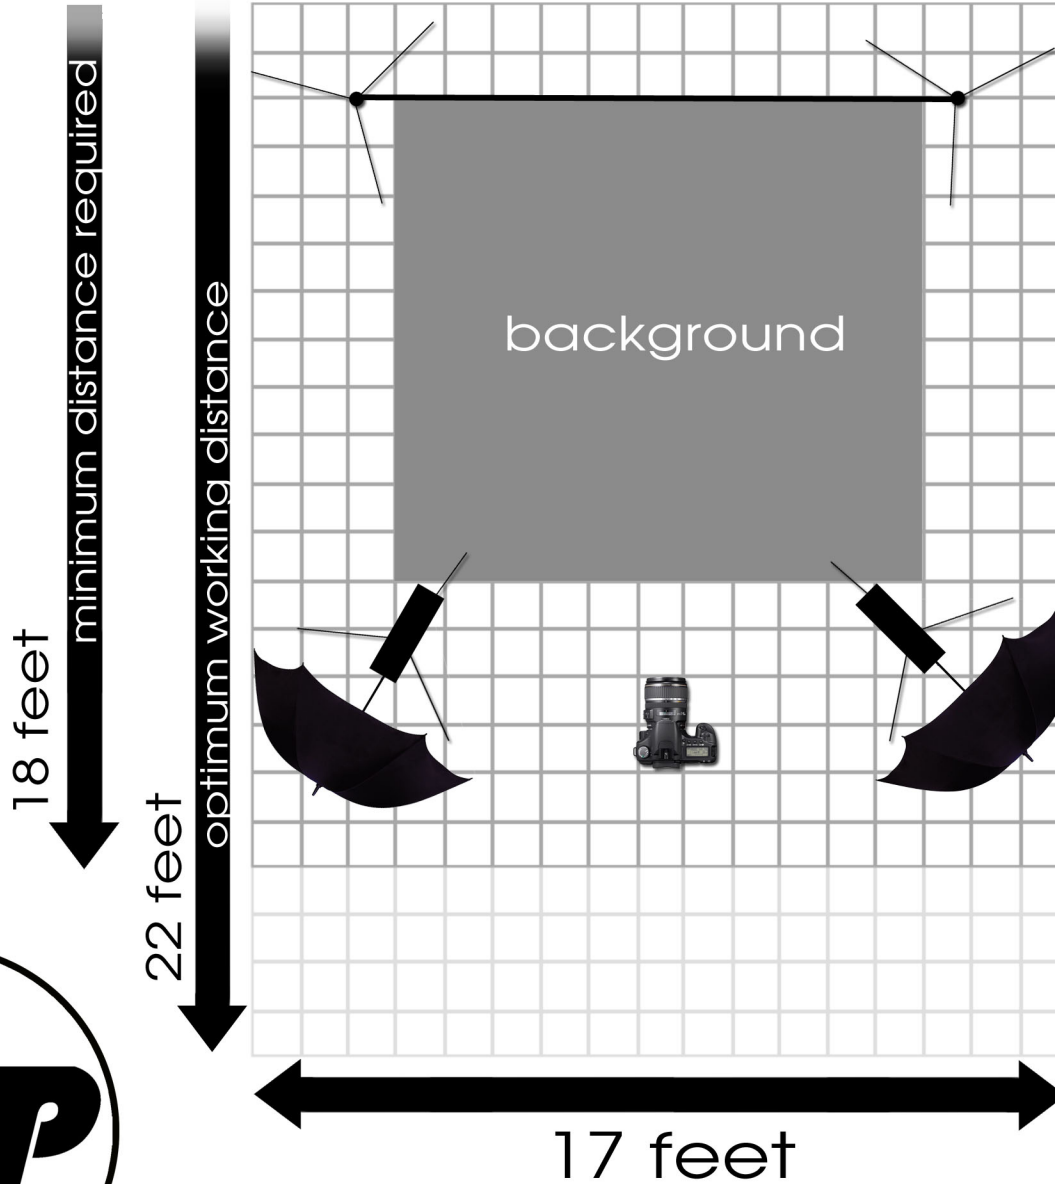 18 feet
minimum distance required
22 feet
optimum working distance
background
17 feet
P